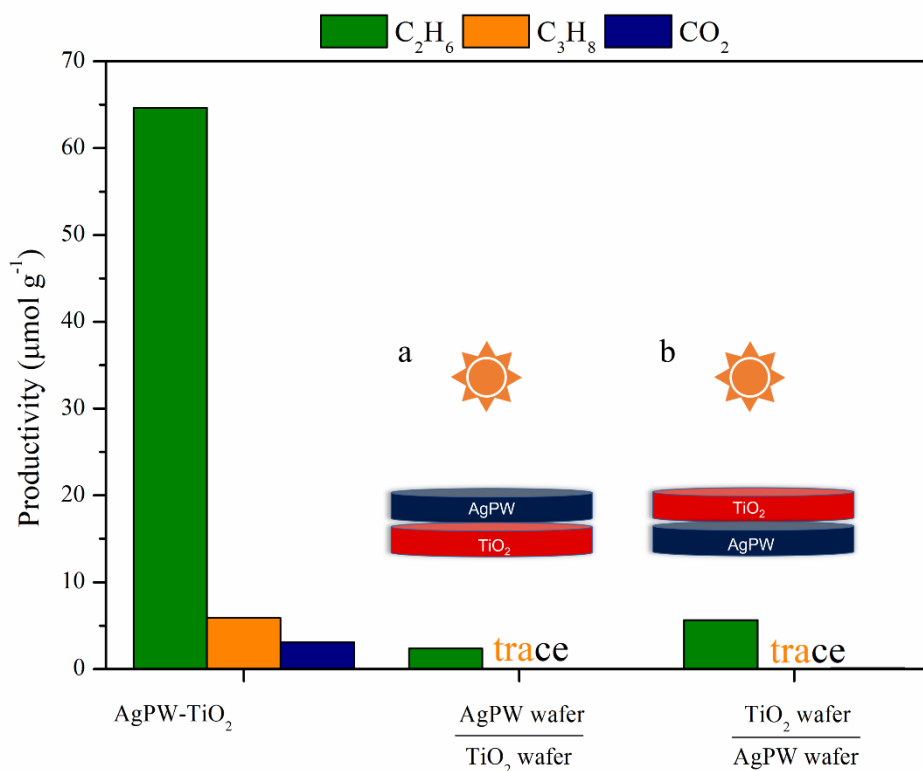 C₂H₆ C₃H₈ CO₂
Productivity (μmol g⁻¹)
70
60
50
40
30
20
10
0
a
b
AgPW
TiO₂
TiO₂
AgPW
trace
trace
AgPW-TiO₂
AgPW wafer
TiO₂ wafer
TiO₂ wafer
AgPW wafer